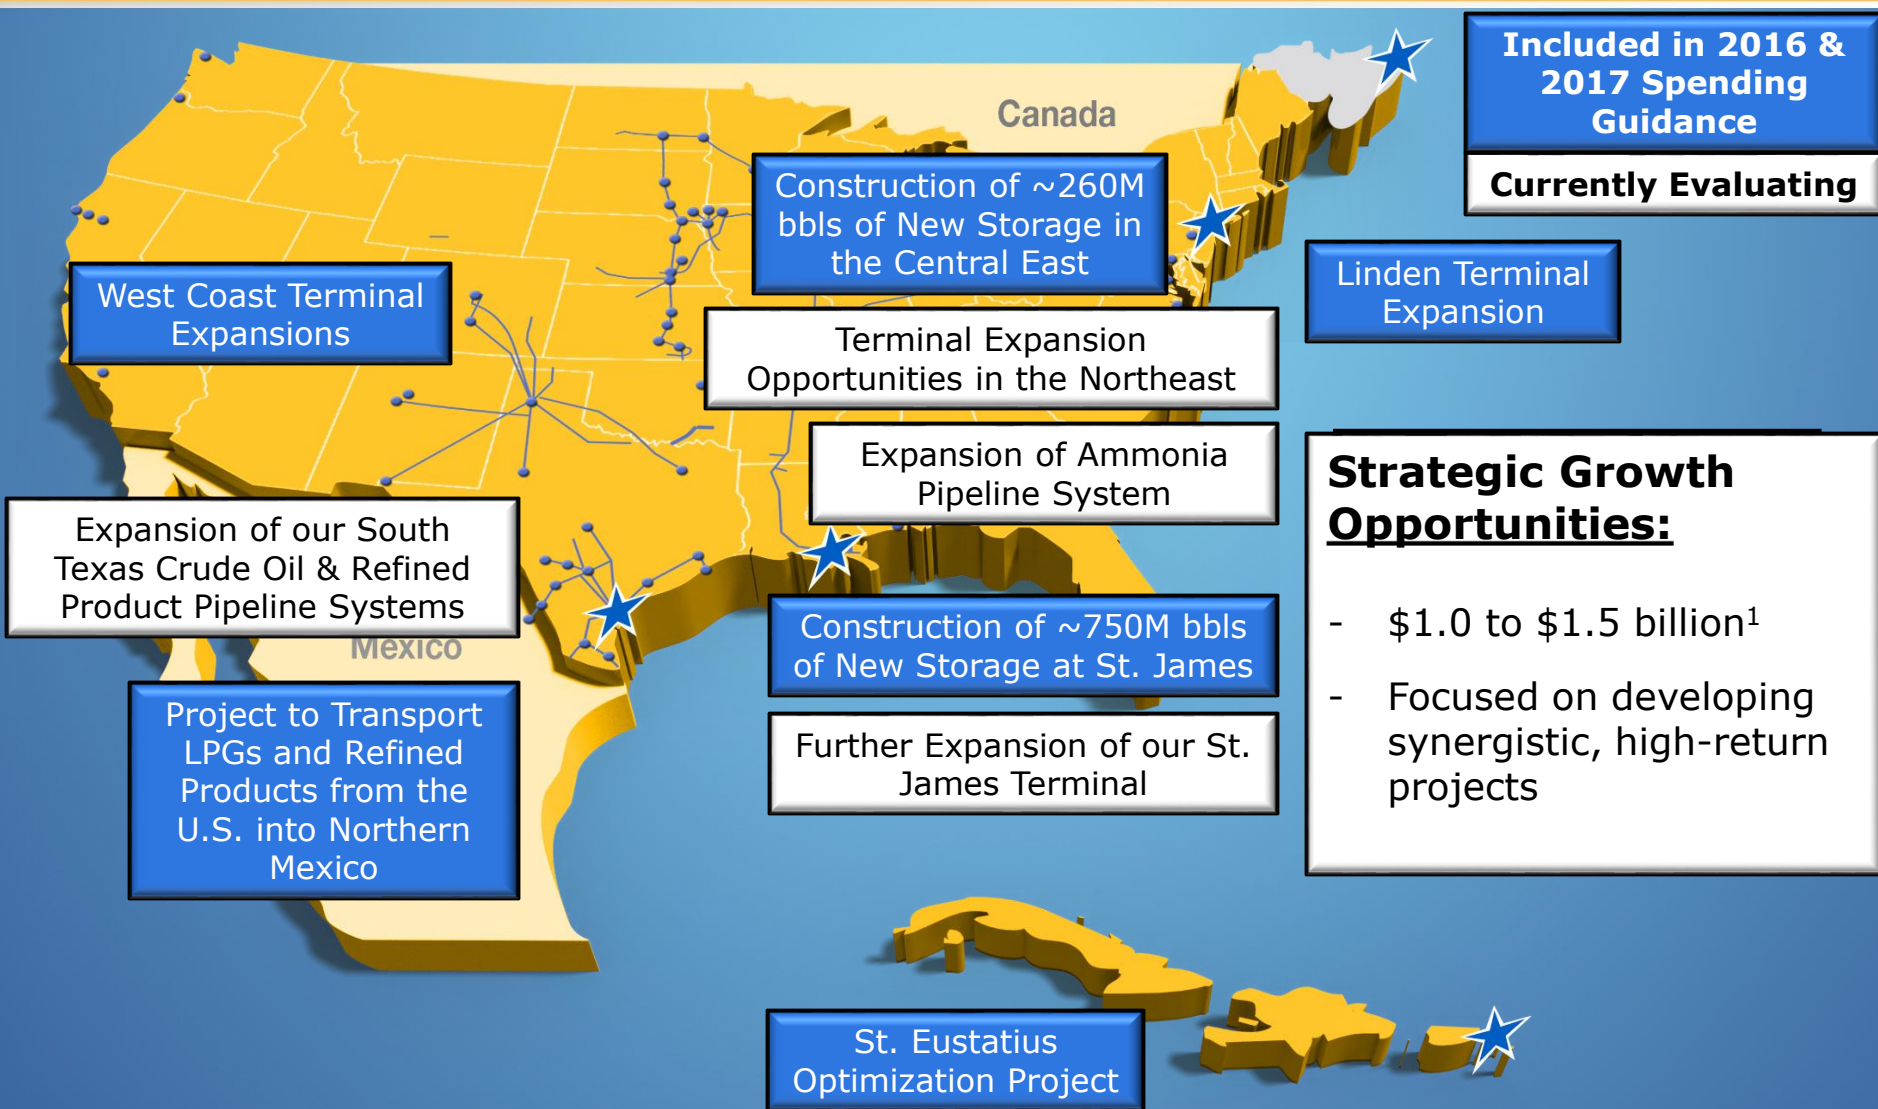 Included in 2016 &
2017 Spending
Guidance
Currently Evaluating
Canada
Construction of ~260M
bbls of New Storage in
the Central East
West Coast Terminal
Expansions
Linden Terminal
Expansion
Terminal Expansion
Opportunities in the Northeast
Expansion of Ammonia
Pipeline System
Expansion of our South
Texas Crude Oil & Refined
Product Pipeline Systems
Mexico
Construction of ~750M bbls
of New Storage at St. James
Project to Transport
LPGs and Refined
Products from the
U.S. into Northern
Mexico
Further Expansion of our St.
James Terminal
Strategic Growth
Opportunities:
- $1.0 to $1.5 billion¹
- Focused on developing
synergistic, high-return
projects
St. Eustatius
Optimization Project